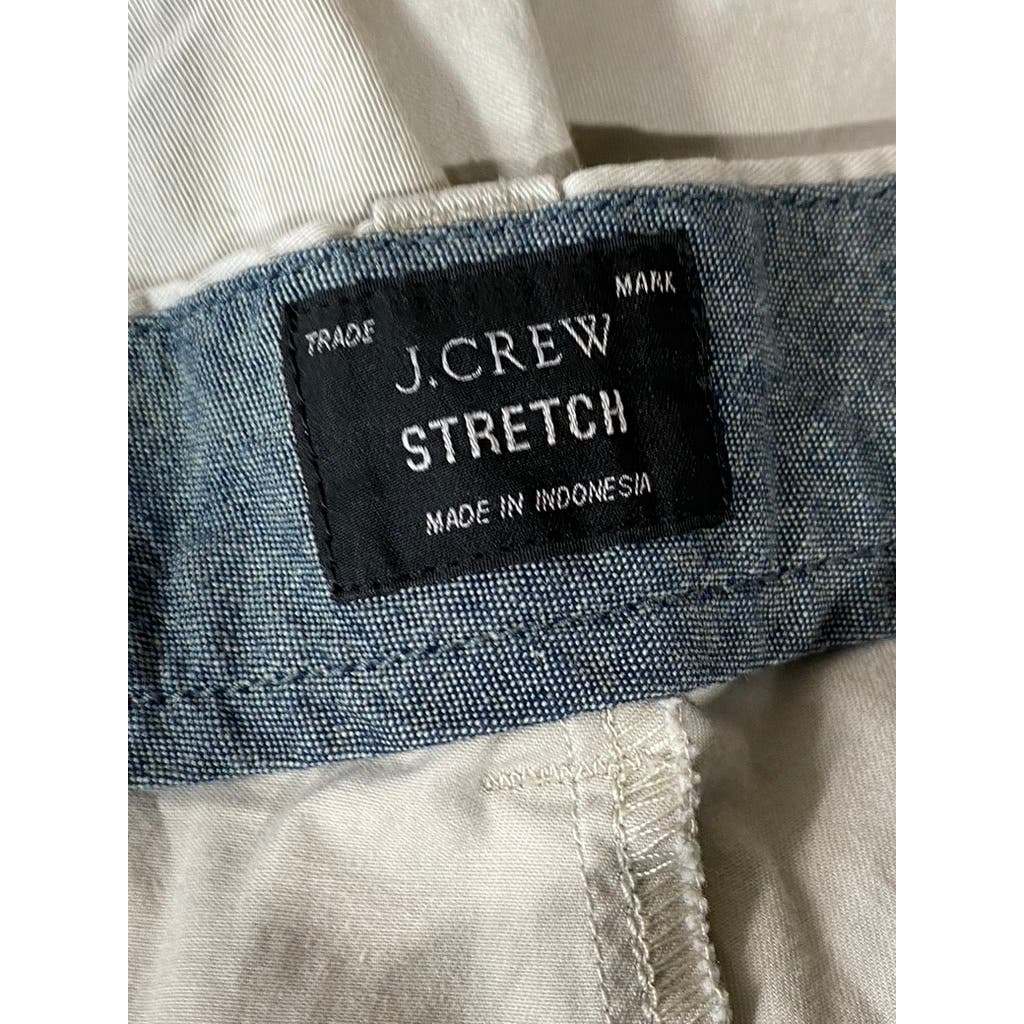 TRADE MARK
J.CREW
STRETCH
MADE IN INDONESIA